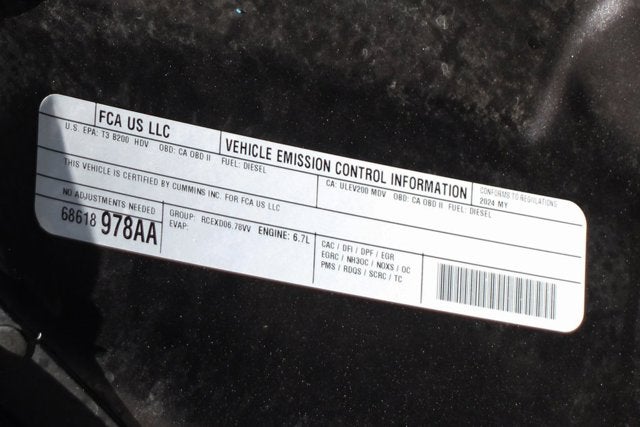 FCA US LLC
VEHICLE EMISSION CONTROL INFORMATION
CONFORMS TO REGULATIONS:
2024 MY
U.S. EPA: T3 B200 HDV OBD: CA OBD II FUEL: DIESEL
CA: ULEV200 MDV OBD: CA OBD II FUEL: DIESEL
THIS VEHICLE IS CERTIFIED BY CUMMINS INC. FOR FCA US LLC
NO ADJUSTMENTS NEEDED
68618 978AA
GROUP: RCEXD06.78VV ENGINE: 6.7L
EVAP:
CAC / DFI / DPF / EGR
EGRC / NH3OC / NOXS / OC
PMS / RDQS / SCRC / TC